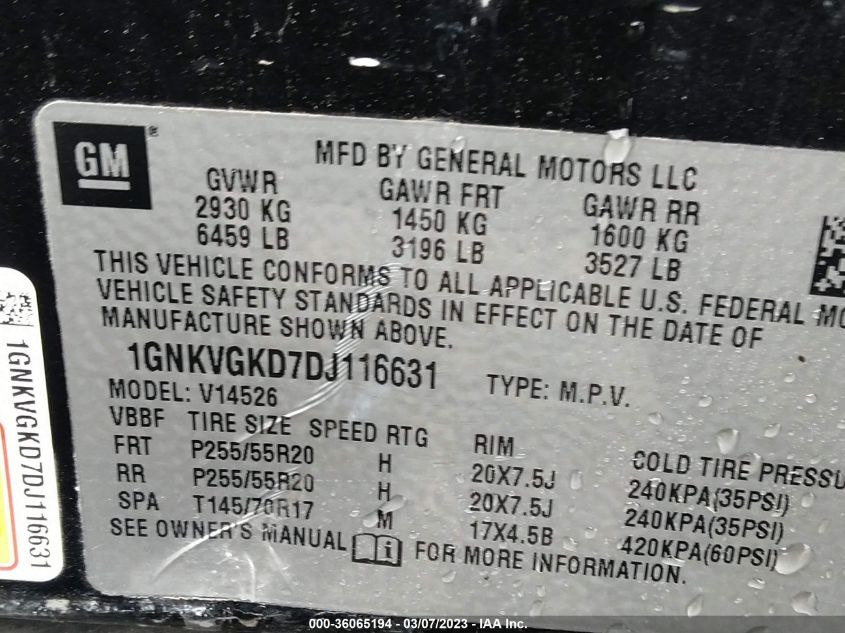 GM ®
MFD BY GENERAL MOTORS LLC
GVWR GAWR FRT GAWR RR
2930 KG 1450 KG 1600 KG
6459 LB 3196 LB 3527 LB
THIS VEHICLE CONFORMS TO ALL APPLICABLE U.S. FEDERAL MO
VEHICLE SAFETY STANDARDS IN EFFECT ON THE DATE OF
MANUFACTURE SHOWN ABOVE.
1GNKVGKD7DJ116631 TYPE: M.P.V.
MODEL: V14526
VBBF TIRE SIZE SPEED RTG RIM COLD TIRE PRESSU
FRT P255/55R20 H 20X7.5J 240KPA(35PSI)
RR P255/55R20 H 20X7.5J 240KPA(35PSI)
SPA T145/70R17 M 17X4.5B 420KPA(60PSI)
SEE OWNER'S MANUAL i FOR MORE INFORMATION.
1GNKVGKD7DJ116631
000-36065194 - 03/07/2023 - IAA Inc.